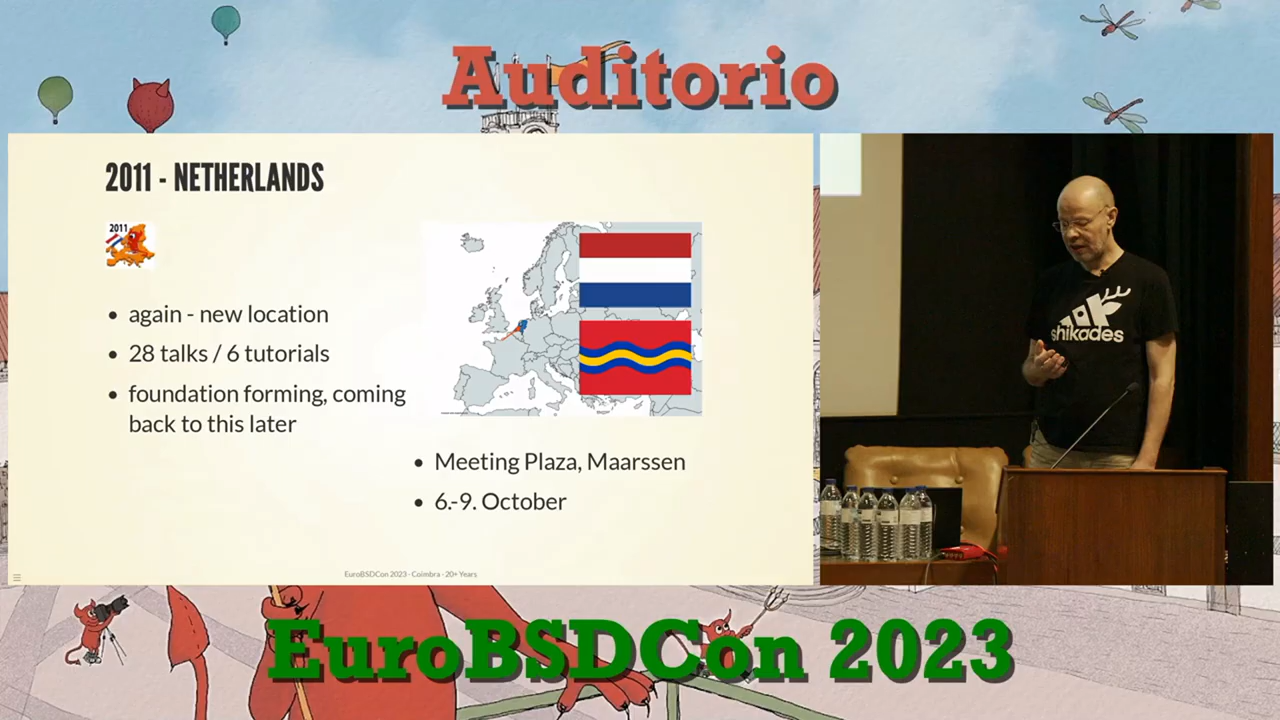 Auditorio
2011 - NETHERLANDS
2011
• again - new location
• 28 talks / 6 tutorials
• foundation forming, coming
back to this later
• Meeting Plaza, Maarssen
• 6.-9. October
EuroBSDCon 2023 - Coimbra - 20+ Years
shikades
EuroBSDCon 2023